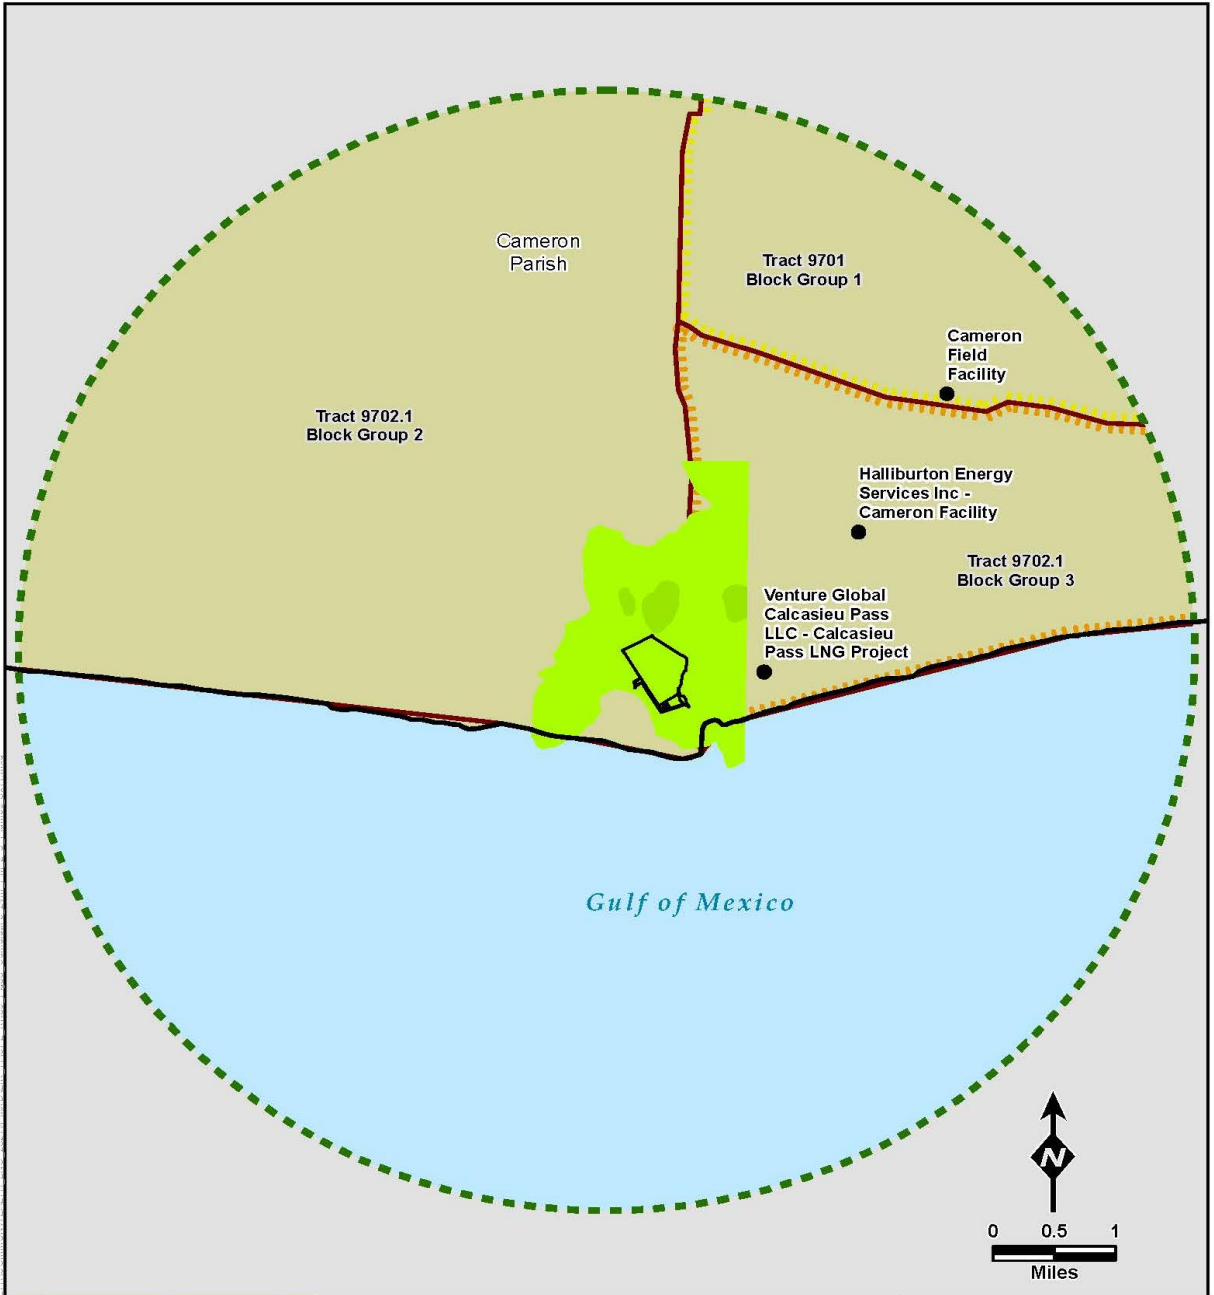 Cameron
Parish
Tract 9701
Block Group 1
Cameron
Field
Facility
Tract 9702.1
Block Group 2
Halliburton Energy
Services Inc -
Cameron Facility
Tract 9702.1
Block Group 3
Venture Global
Calcasieu Pass
LLC - Calcasieu
Pass LNG Project
Gulf of Mexico
N
0 0.5 1
Miles